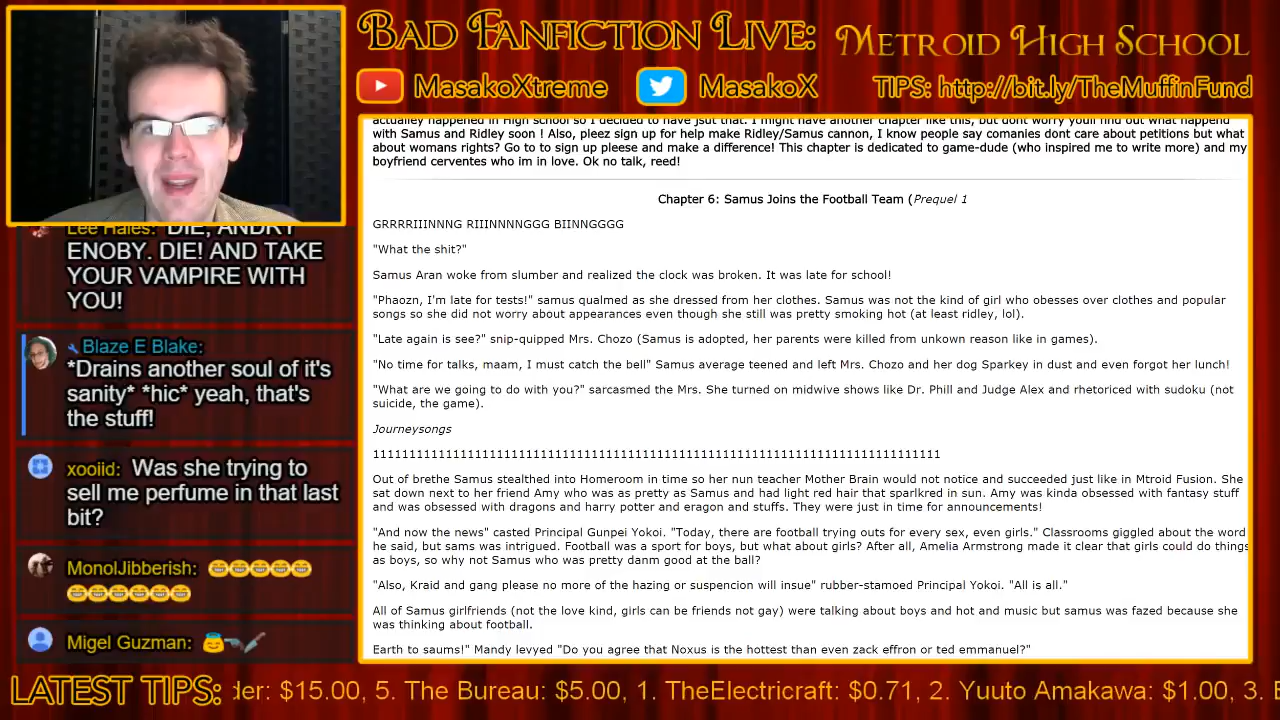 BAD FANFICTION LIVE:
METROID HIGH SCHOOL
MasakoXtreme
MasakoX
TIPS: http://bit.ly/TheMuffinFund
Lee Hales: DIE, ANDRY
ENOBY. DIE! AND TAKE
YOUR VAMPIRE WITH
YOU!
Blaze E Blake:
*Drains another soul of it's
sanity* *hic* yeah, that's
the stuff!
xooiid: Was she trying to
sell me perfume in that last
bit?
MonolJibberish: 😂😂😂😂😂
😂😂😂😂😂😂
Migel Guzman: 😇🔫🔪
actualley happened in High school so I decided to have jsut that. I might have another chapter like this, but dont worry youll find out what happend
with Samus and Ridley soon ! Also, pleez sign up for help make Ridley/Samus cannon, I know people say comanies dont care about petitions but what
about womans rights? Go to to sign up pleese and make a difference! This chapter is dedicated to game-dude (who inspired me to write more) and my
boyfriend cerventes who im in love. Ok no talk, reed!
Chapter 6: Samus Joins the Football Team (Prequel 1
GRRRRIIINNNG RIIINNNNGGG BIINNGGGG
"What the shit?"
Samus Aran woke from slumber and realized the clock was broken. It was late for school!
"Phaozn, I'm late for tests!" samus qualmed as she dressed from her clothes. Samus was not the kind of girl who obesses over clothes and popular
songs so she did not worry about appearances even though she still was pretty smoking hot (at least ridley, lol).
"Late again is see?" snip-quipped Mrs. Chozo (Samus is adopted, her parents were killed from unkown reason like in games).
"No time for talks, maam, I must catch the bell" Samus average teened and left Mrs. Chozo and her dog Sparkey in dust and even forgot her lunch!
"What are we going to do with you?" sarcasmed the Mrs. She turned on midwive shows like Dr. Phill and Judge Alex and rhetoriced with sudoku (not
suicide, the game).
Journeysongs
Out of brethe Samus stealthed into Homeroom in time so her nun teacher Mother Brain would not notice and succeeded just like in Mtroid Fusion. She
sat down next to her friend Amy who was as pretty as Samus and had light red hair that sparlkred in sun. Amy was kinda obsessed with fantasy stuff
and was obsessed with dragons and harry potter and eragon and stuffs. They were just in time for announcements!
"And now the news" casted Principal Gunpei Yokoi. "Today, there are football trying outs for every sex, even girls." Classrooms giggled about the word
he said, but sams was intrigued. Football was a sport for boys, but what about girls? After all, Amelia Armstrong made it clear that girls could do things
as boys, so why not Samus who was pretty danm good at the ball?
"Also, Kraid and gang please no more of the hazing or suspencion will insue" rubber-stamoed Principal Yokoi. "All is all."
All of Samus girlfriends (not the love kind, girls can be friends not gay) were talking about boys and hot and music but samus was fazed because she
was thinking about football.
Earth to saums!" Mandy levyed "Do you agree that Noxus is the hottest than even zack effron or ted emmanuel?"
LATEST TIPS: der: $15.00, 5. The Bureau: $5.00, 1. TheElectricraft: $0.71, 2. Yuuto Amakawa: $1.00, 3.